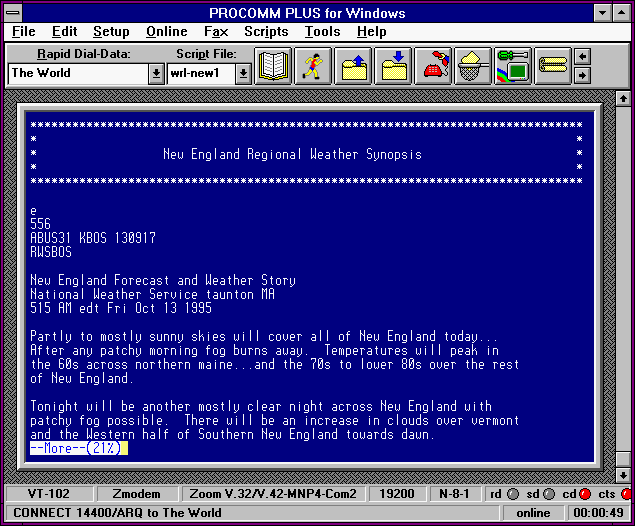 PROCOMM PLUS for Windows
File Edit Setup Online Fax Scripts Tools Help
Rapid Dial-Data: Script File:
The World wrl-new1
*******************************************************************************
* *
* New England Regional Weather Synopsis *
* *
*******************************************************************************
e
556
ABUS31 KBOS 130917
RWSBOS
New England Forecast and Weather Story
National Weather Service taunton MA
515 AM edt Fri Oct 13 1995
Partly to mostly sunny skies will cover all of New England today...
After any patchy morning fog burns away.  Temperatures will peak in
the 60s across northern maine...and the 70s to lower 80s over the rest
of New England.
Tonight will be another mostly clear night across New England with
patchy fog possible.  There will be an increase in clouds over vermont
and the Western half of Southern New England towards dawn.
--More--(21%)
VT-102 Zmodem Zoom V.32/V.42-MNP4-Com2 19200 N-8-1 rd sd cd cts
CONNECT 14400/ARQ to The World online 00:00:49